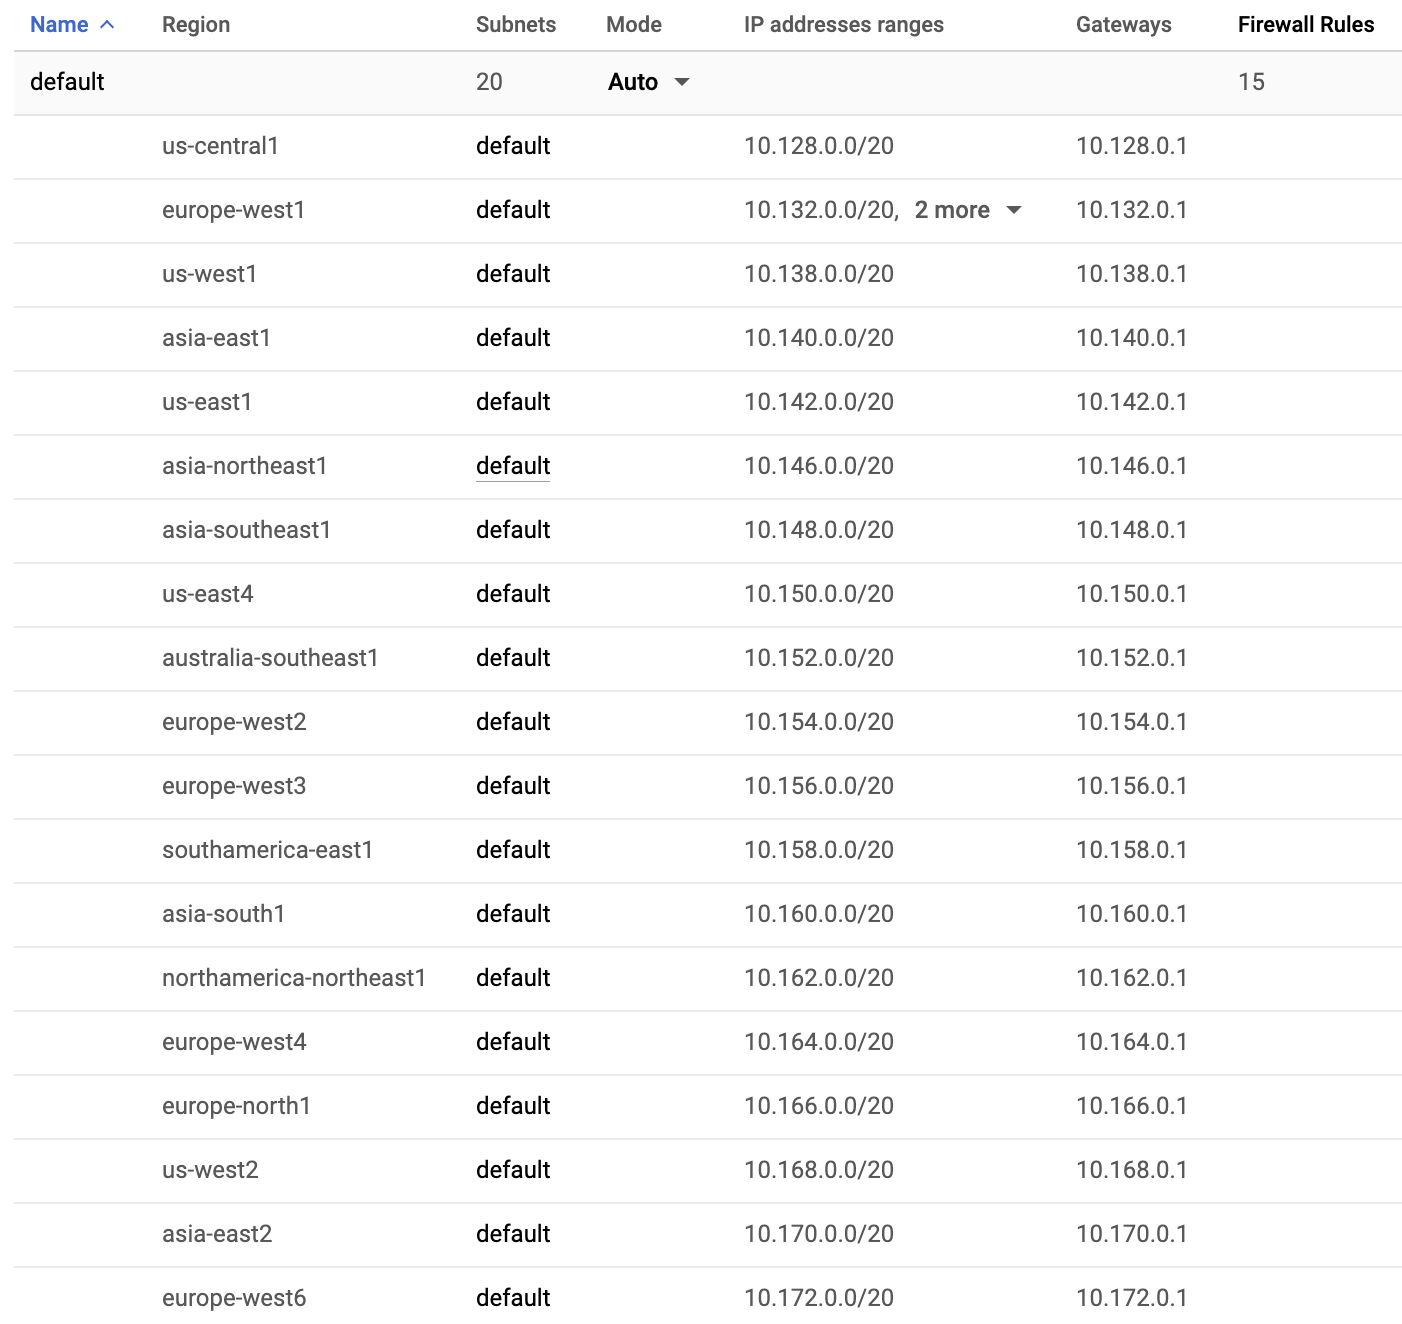 Name Region Subnets Mode IP addresses ranges Gateways Firewall Rules
default 20 Auto 15
us-central1 default 10.128.0.0/20 10.128.0.1
europe-west1 default 10.132.0.0/20, 2 more 10.132.0.1
us-west1 default 10.138.0.0/20 10.138.0.1
asia-east1 default 10.140.0.0/20 10.140.0.1
us-east1 default 10.142.0.0/20 10.142.0.1
asia-northeast1 default 10.146.0.0/20 10.146.0.1
asia-southeast1 default 10.148.0.0/20 10.148.0.1
us-east4 default 10.150.0.0/20 10.150.0.1
australia-southeast1 default 10.152.0.0/20 10.152.0.1
europe-west2 default 10.154.0.0/20 10.154.0.1
europe-west3 default 10.156.0.0/20 10.156.0.1
southamerica-east1 default 10.158.0.0/20 10.158.0.1
asia-south1 default 10.160.0.0/20 10.160.0.1
northamerica-northeast1 default 10.162.0.0/20 10.162.0.1
europe-west4 default 10.164.0.0/20 10.164.0.1
europe-north1 default 10.166.0.0/20 10.166.0.1
us-west2 default 10.168.0.0/20 10.168.0.1
asia-east2 default 10.170.0.0/20 10.170.0.1
europe-west6 default 10.172.0.0/20 10.172.0.1